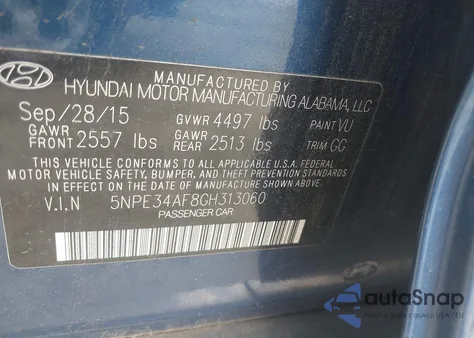 MANUFACTURED BY
HYUNDAI MOTOR MANUFACTURING ALABAMA, LLC
Sep/28/15 GVWR 4497 lbs PAINT VU
GAWR FRONT 2557 lbs GAWR REAR 2513 lbs TRIM GG
THIS VEHICLE CONFORMS TO ALL APPLICABLE U.S.A FEDERAL
MOTOR VEHICLE SAFETY, BUMPER, AND THEFT PREVENTION STANDARDS
IN EFFECT ON THE DATE OF MANUFACTURE SHOWN ABOVE.
V.I.N 5NPE34AF8GH313060
PASSENGER CAR
autoSnap